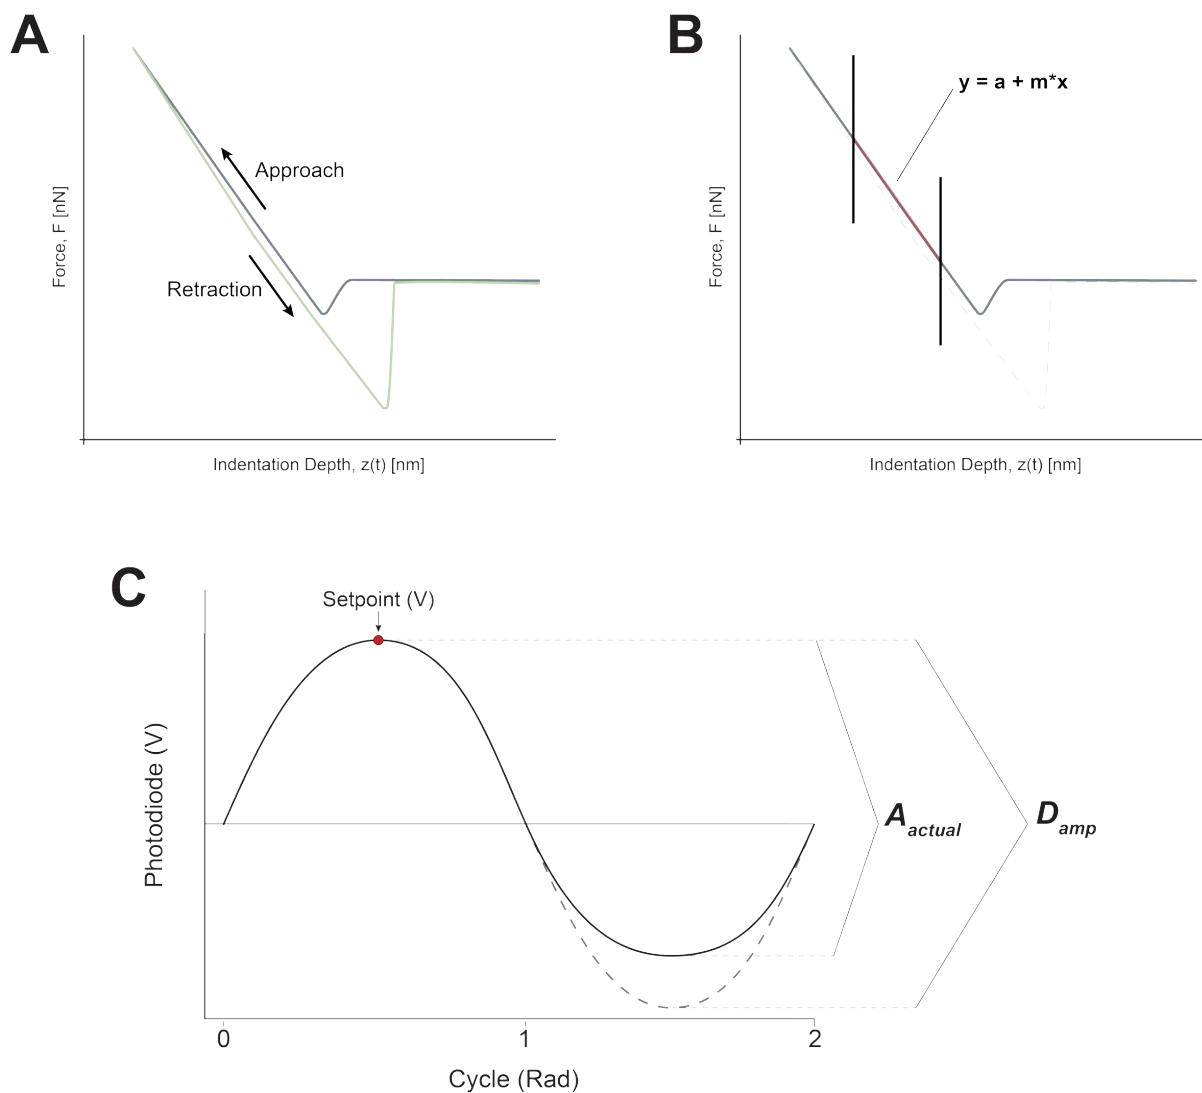 A
Force, F [nN]
Approach
Retraction
Indentation Depth, z(t) [nm]
B
Force, F [nN]
y = a + m*x
Indentation Depth, z(t) [nm]
C
Setpoint (V)
Photodiode (V)
A actual
D amp
0 1 2
Cycle (Rad)